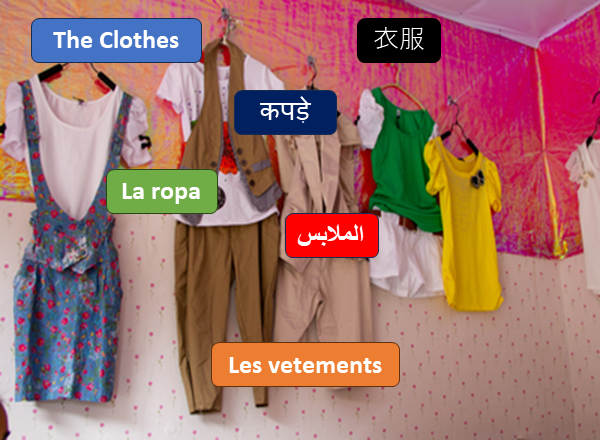 The Clothes
衣服
कपड़े
La ropa
الملابس
Les vetements